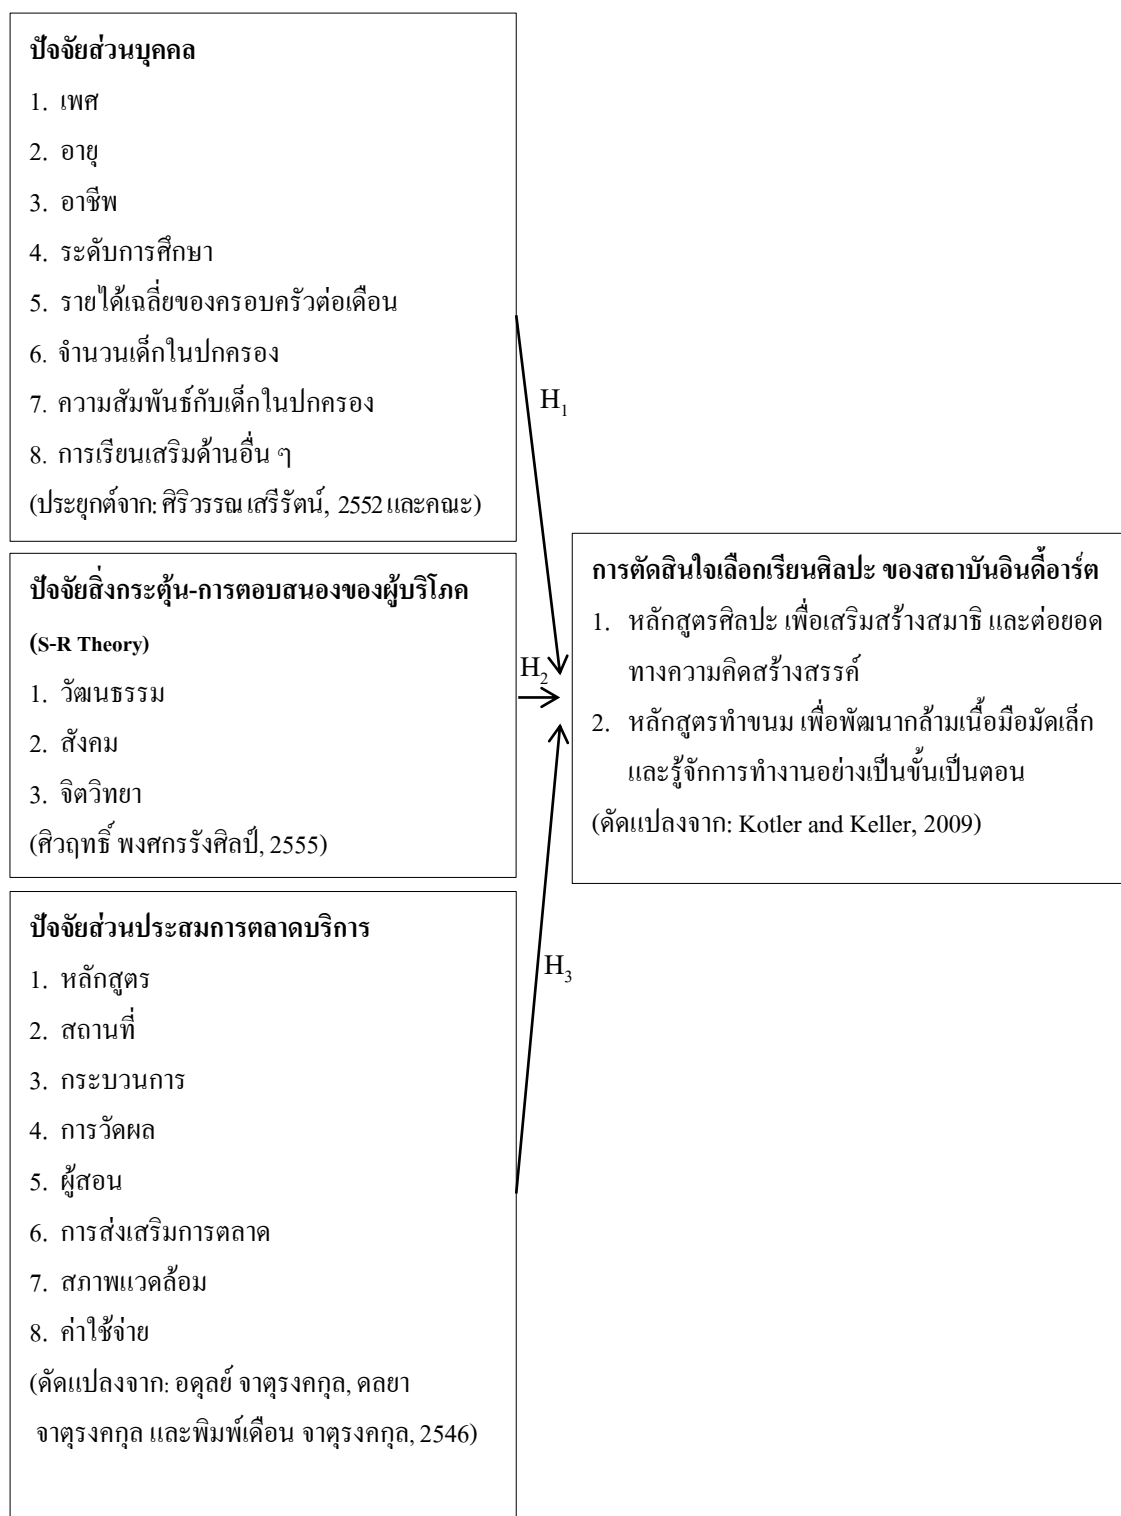 ปัจจัยส่วนบุคคล
1. เพศ
2. อายุ
3. อาชีพ
4. ระดับการศึกษา
5. รายได้เฉลี่ยของครอบครัวต่อเดือน
6. จำนวนเด็กในปกครอง
7. ความสัมพันธ์กับเด็กในปกครอง
8. การเรียนเสริมด้านอื่น ๆ
(ประยุกต์จาก: ศิริวรรณ เสรีรัตน์, 2552 และคณะ)
H1
ปัจจัยสิ่งกระตุ้น-การตอบสนองของผู้บริโภค
(S-R Theory)
1. วัฒนธรรม
2. สังคม
3. จิตวิทยา
(ศิวฤทธิ์ พงศกรรังศิลป์, 2555)
H2
ปัจจัยส่วนประสมการตลาดบริการ
1. หลักสูตร
2. สถานที่
3. กระบวนการ
4. การวัดผล
5. ผู้สอน
6. การส่งเสริมการตลาด
7. สภาพแวดล้อม
8. ค่าใช้จ่าย
(ดัดแปลงจาก: อดุลย์ จาตุรงคกุล, ดลยา
จาตุรงคกุล และพิมพ์เดือน จาตุรงคกุล, 2546)
H3
การตัดสินใจเลือกเรียนศิลปะ ของสถาบันอินดี้อาร์ต
1. หลักสูตรศิลปะ เพื่อเสริมสร้างสมาธิ และต่อยอด
ทางความคิดสร้างสรรค์
2. หลักสูตรทำขนม เพื่อพัฒนากล้ามเนื้อมือมัดเล็ก
และรู้จักการทำงานอย่างเป็นขั้นเป็นตอน
(ดัดแปลงจาก: Kotler and Keller, 2009)